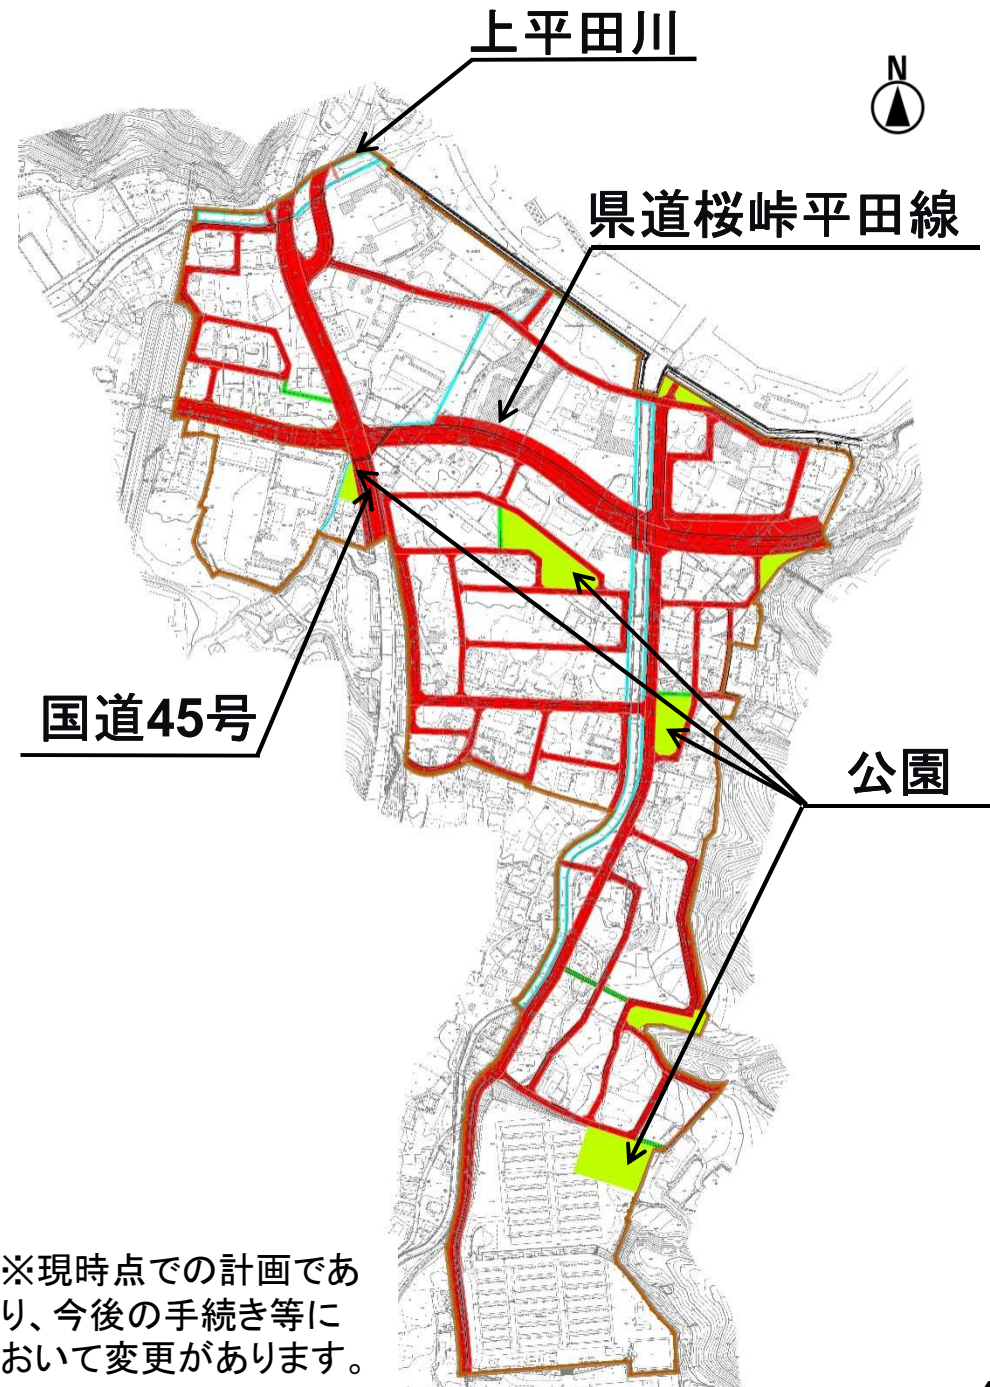 上平田川
N
県道桜峠平田線
国道45号
公園
※現時点での計画であ
り、今後の手続き等に
おいて変更があります。